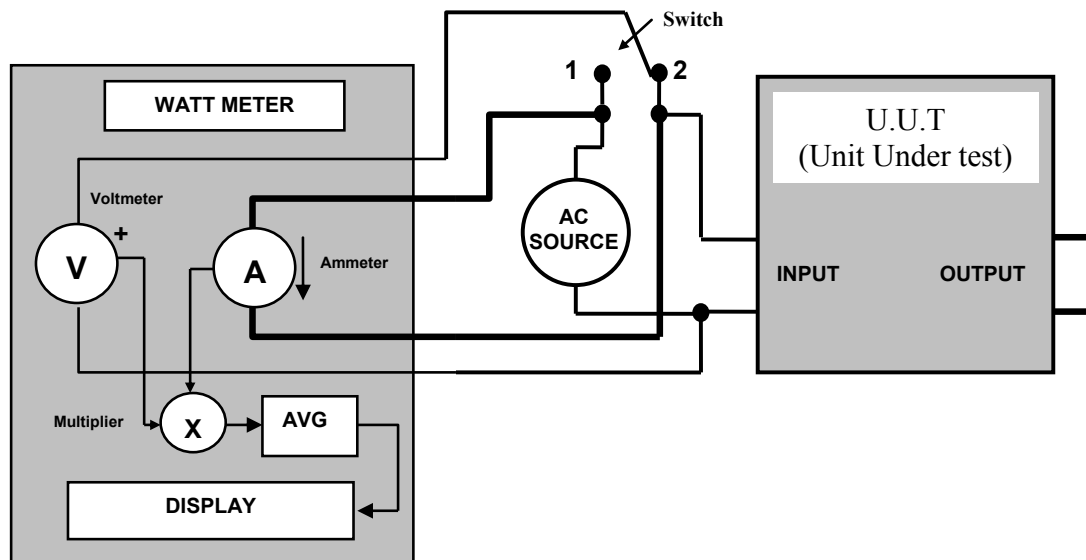 Switch
1
2
WATT METER
U.U.T
(Unit Under test)
Voltmeter
+
AC
SOURCE
V
A
Ammeter
INPUT
OUTPUT
Multiplier
X
AVG
DISPLAY